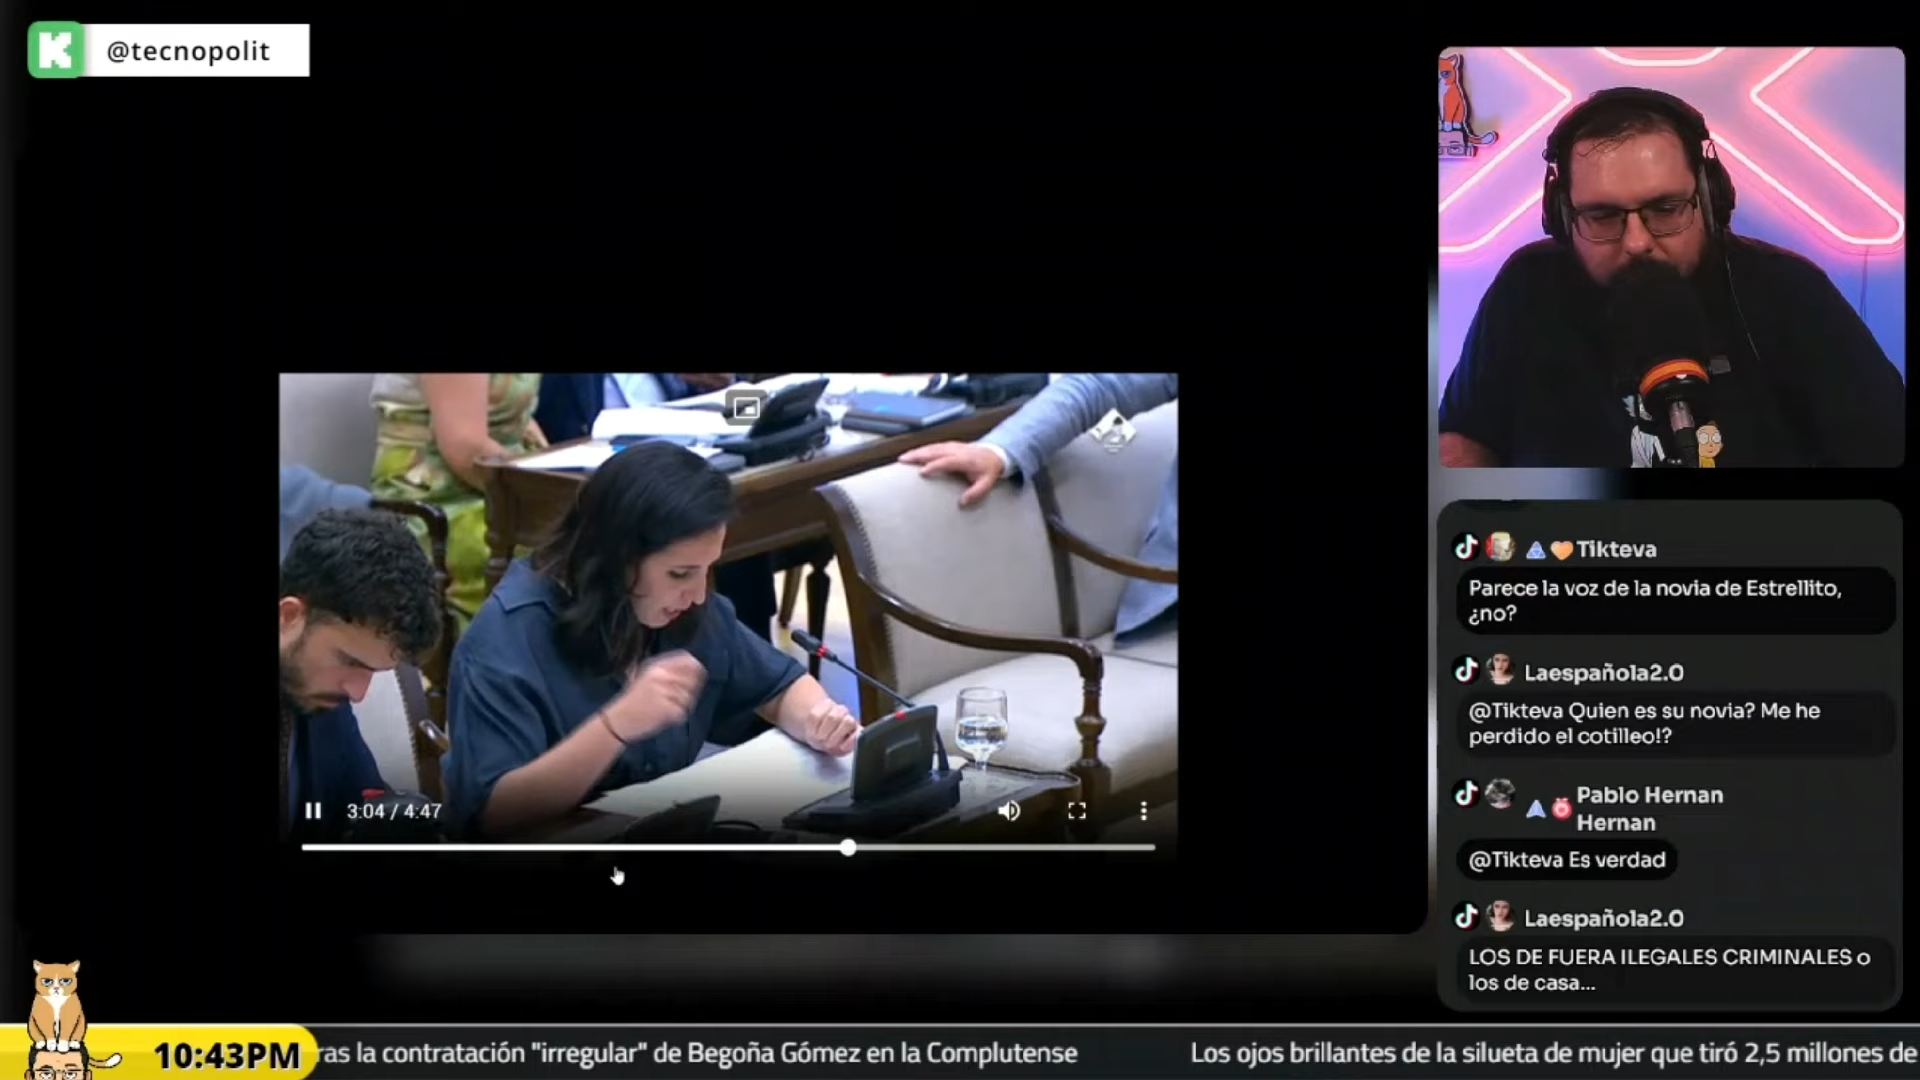 K @tecnopolit
3:04 / 4:47
Tikteva
Parece la voz de la novia de Estrellito,
¿no?
Laespañola2.0
@Tikteva Quien es su novia? Me he
perdido el cotilleo!?
Pablo Hernan
Hernan
@Tikteva Es verdad
Laespañola2.0
LOS DE FUERA ILEGALES CRIMINALES o
los de casa...
10:43PM
ras la contratación "irregular" de Begoña Gómez en la Complutense
Los ojos brillantes de la silueta de mujer que tiró 2,5 millones de